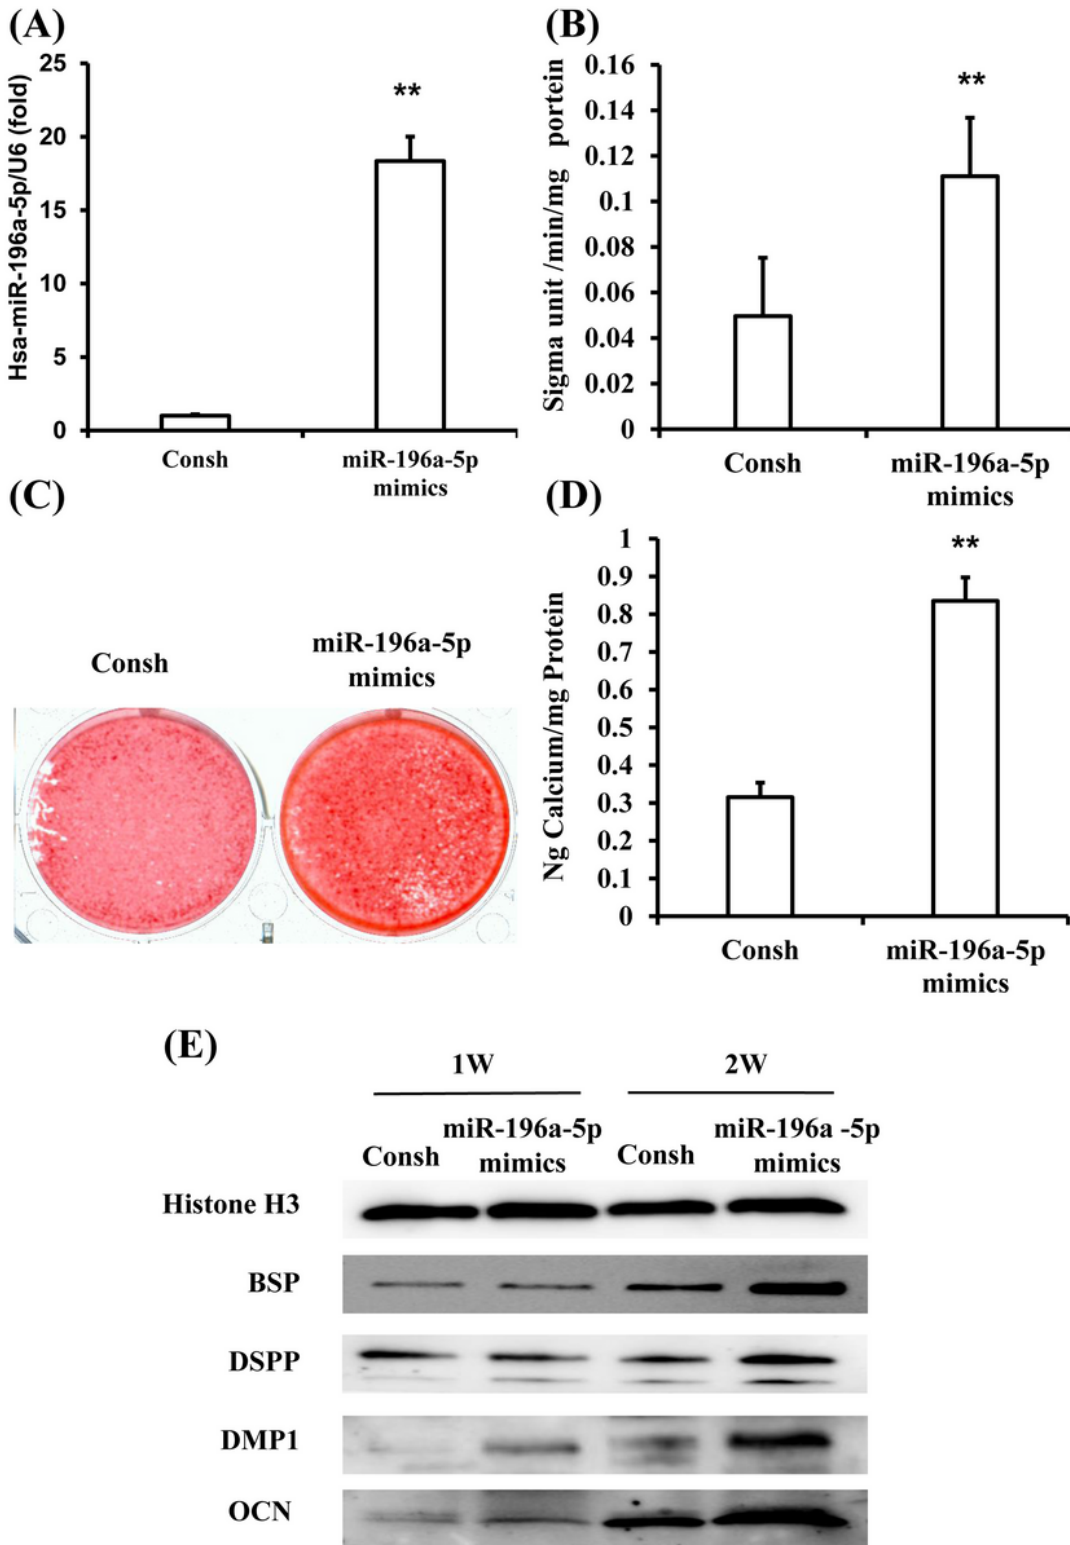 (A)
Hsa-miR-196a-5p/U6 (fold)
25
20
15
10
5
0
**
Consh
miR-196a-5p
mimics
(B)
Sigma unit /min/mg portein
0.16
0.14
0.12
0.1
0.08
0.06
0.04
0.02
0
**
Consh
miR-196a-5p
mimics
(C)
Consh
miR-196a-5p
mimics
(D)
Ng Calcium/mg Protein
1
0.9
0.8
0.7
0.6
0.5
0.4
0.3
0.2
0.1
0
**
Consh
miR-196a-5p
mimics
(E)
1W 2W
Consh miR-196a-5p mimics Consh miR-196a -5p mimics
Histone H3
BSP
DSPP
DMP1
OCN